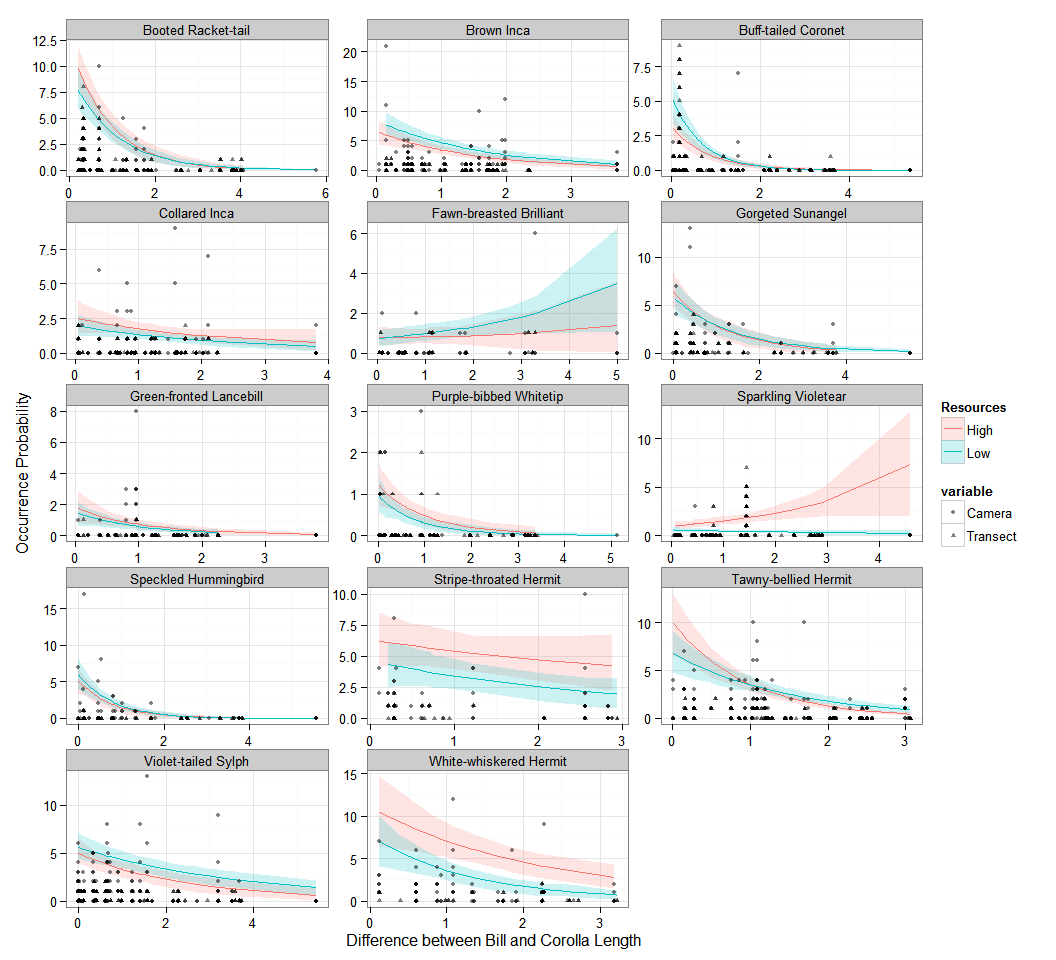 Booted Racket-tail
12.5
10.0
7.5
5.0
2.5
0.0
0 2 4 6
Brown Inca
20
15
10
5
0
0 1 2 3
Buff-tailed Coronet
7.5
5.0
2.5
0.0
0 2 4
Collared Inca
7.5
5.0
2.5
0.0
0 1 2 3 4
Fawn-breasted Brilliant
6
4
2
0
0 1 2 3 4 5
Gorgeted Sunangel
10
5
0
0 2 4
Green-fronted Lancebill
8
6
4
2
0
0 1 2 3
Purple-bibbed Whitetip
3
2
1
0
0 1 2 3 4 5
Sparkling Violetear
10
5
0
0 1 2 3 4
Speckled Hummingbird
15
10
5
0
0 2 4
Stripe-throated Hermit
10.0
7.5
5.0
2.5
0.0
0 1 2 3
Tawny-bellied Hermit
10
5
0
0 1 2 3
Violet-tailed Sylph
10
5
0
0 2 4
White-whiskered Hermit
15
10
5
0
0 1 2 3
Occurrence Probability
Difference between Bill and Corolla Length
Resources
High
Low
variable
Camera
Transect